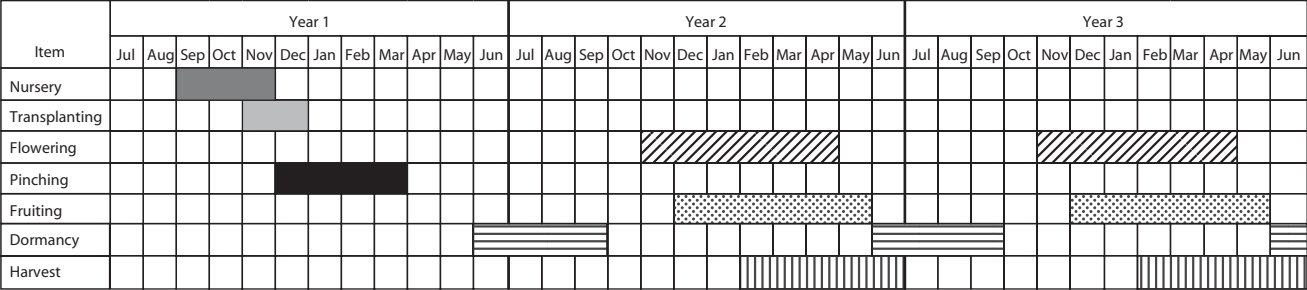 Item
Year 1
Year 2
Year 3
Jul Aug Sep Oct Nov Dec Jan Feb Mar Apr May Jun Jul Aug Sep Oct Nov Dec Jan Feb Mar Apr May Jun Jul Aug Sep Oct Nov Dec Jan Feb Mar Apr May Jun
Nursery
Transplanting
Flowering
Pinching
Fruiting
Dormancy
Harvest